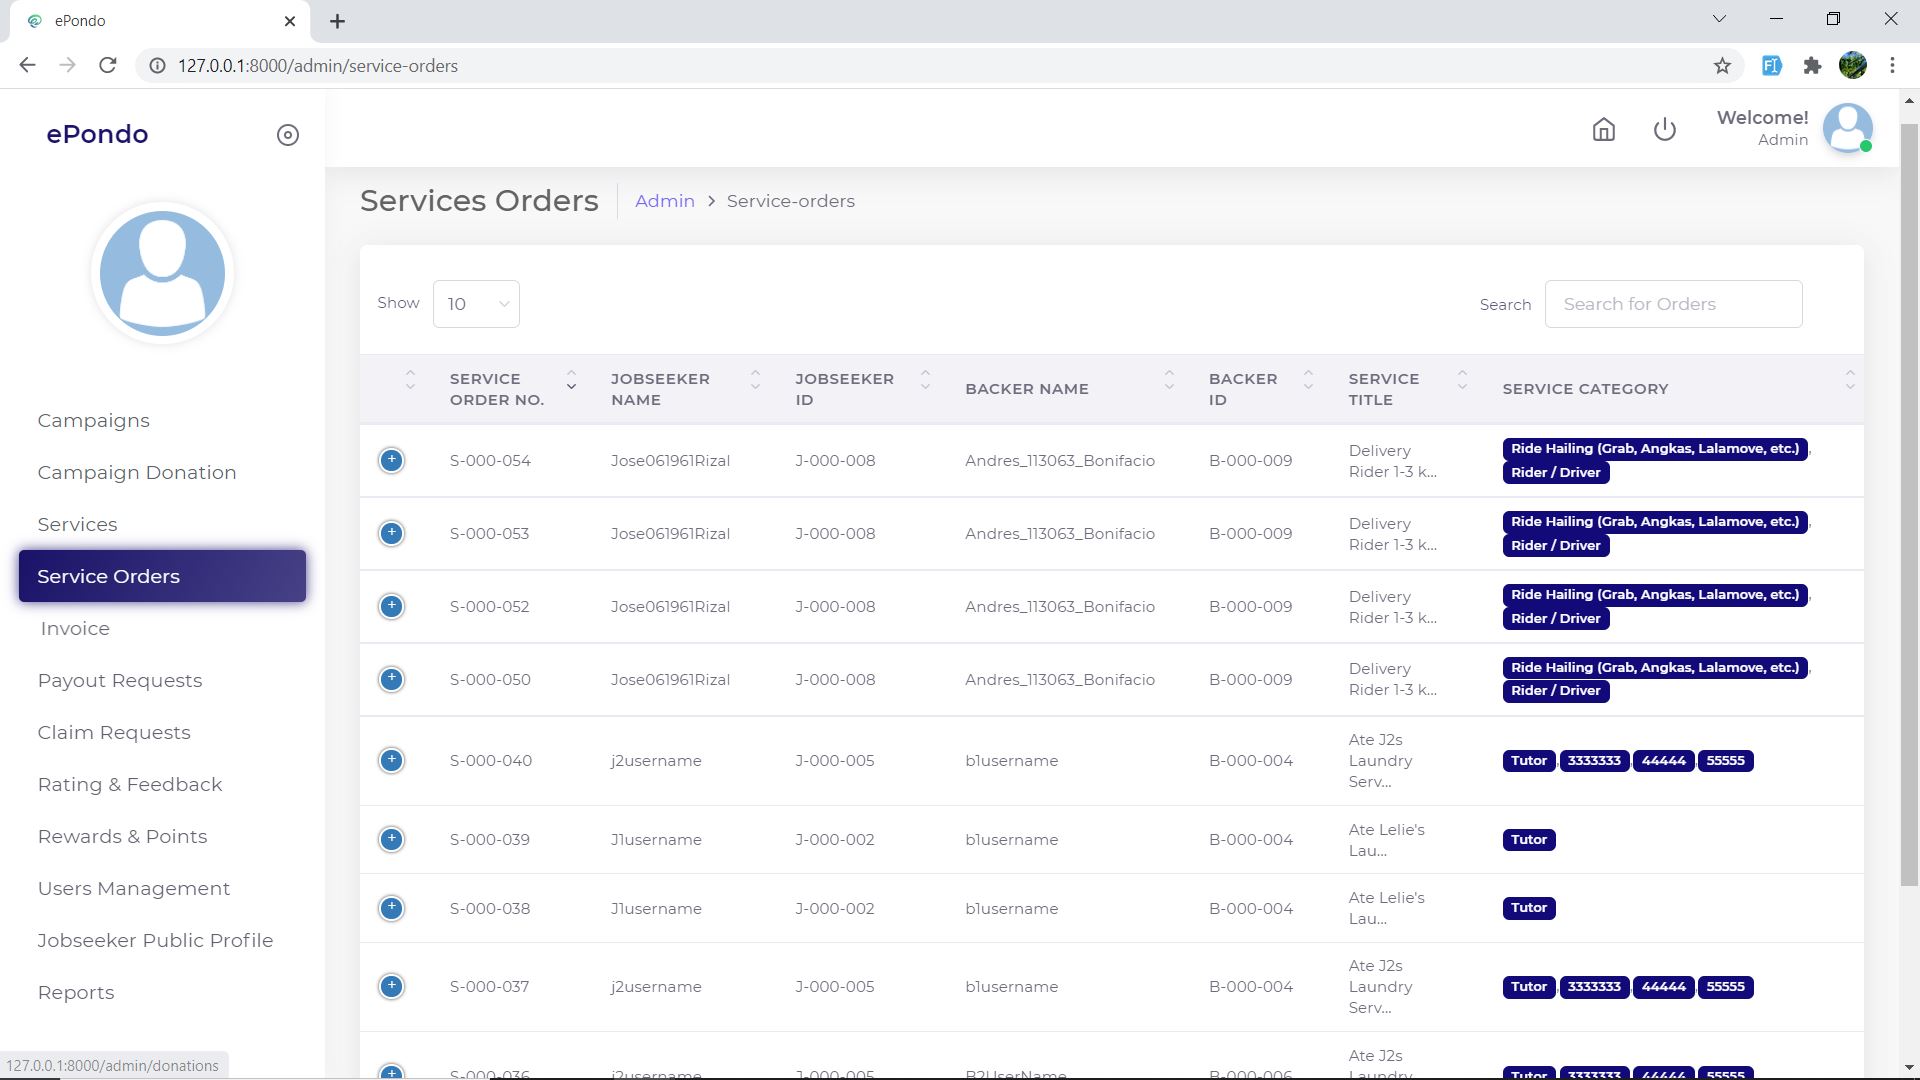 ePondo
127.0.0.1:8000/admin/service-orders
ePondo
Welcome!
Admin
Services Orders
Admin > Service-orders
Show 10
Search Search for Orders
Campaigns
Campaign Donation
Services
Service Orders
Invoice
Payout Requests
Claim Requests
Rating & Feedback
Rewards & Points
Users Management
Jobseeker Public Profile
Reports
SERVICE ORDER NO. JOBSEEKER NAME JOBSEEKER ID BACKER NAME BACKER ID SERVICE TITLE SERVICE CATEGORY
S-000-054 Jose061961Rizal J-000-008 Andres_113063_Bonifacio B-000-009 Delivery Rider 1-3 k... Ride Hailing (Grab, Angkas, Lalamove, etc.), Rider / Driver
S-000-053 Jose061961Rizal J-000-008 Andres_113063_Bonifacio B-000-009 Delivery Rider 1-3 k... Ride Hailing (Grab, Angkas, Lalamove, etc.), Rider / Driver
S-000-052 Jose061961Rizal J-000-008 Andres_113063_Bonifacio B-000-009 Delivery Rider 1-3 k... Ride Hailing (Grab, Angkas, Lalamove, etc.), Rider / Driver
S-000-050 Jose061961Rizal J-000-008 Andres_113063_Bonifacio B-000-009 Delivery Rider 1-3 k... Ride Hailing (Grab, Angkas, Lalamove, etc.), Rider / Driver
S-000-040 j2username J-000-005 b1username B-000-004 Ate J2s Laundry Serv... Tutor, 3333333, 44444, 55555
S-000-039 J1username J-000-002 b1username B-000-004 Ate Lelie's Lau... Tutor
S-000-038 J1username J-000-002 b1username B-000-004 Ate Lelie's Lau... Tutor
S-000-037 j2username J-000-005 b1username B-000-004 Ate J2s Laundry Serv... Tutor, 3333333, 44444, 55555
S-000-036 j2username J-000-005 B2UserName B-000-006 Ate J2s Laundry Tutor 3333333 44444 55555
127.0.0.1:8000/admin/donations